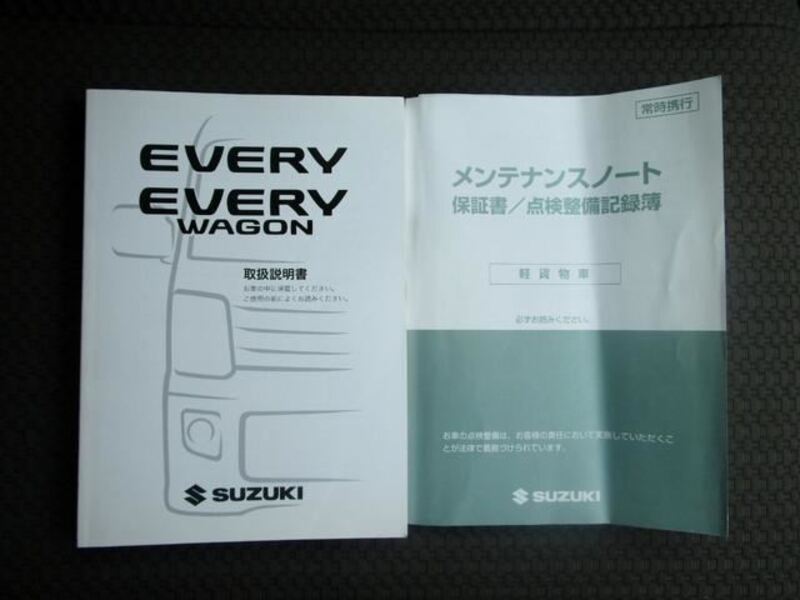 EVERY
EVERY
WAGON
取扱説明書
お車の中に保管してください。
ご使用の前によくお読みください。
SUZUKI
常時携行
メンテナンスノート
保証書／点検整備記録簿
軽貨物車
必ずお読みください。
お車の点検整備は、お客様の責任において実施していただくこ
とが法律で義務づけられています。
SUZUKI